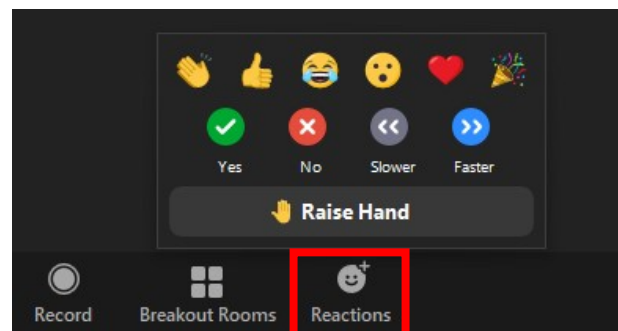 Yes No Slower Faster
Raise Hand
Record Breakout Rooms Reactions